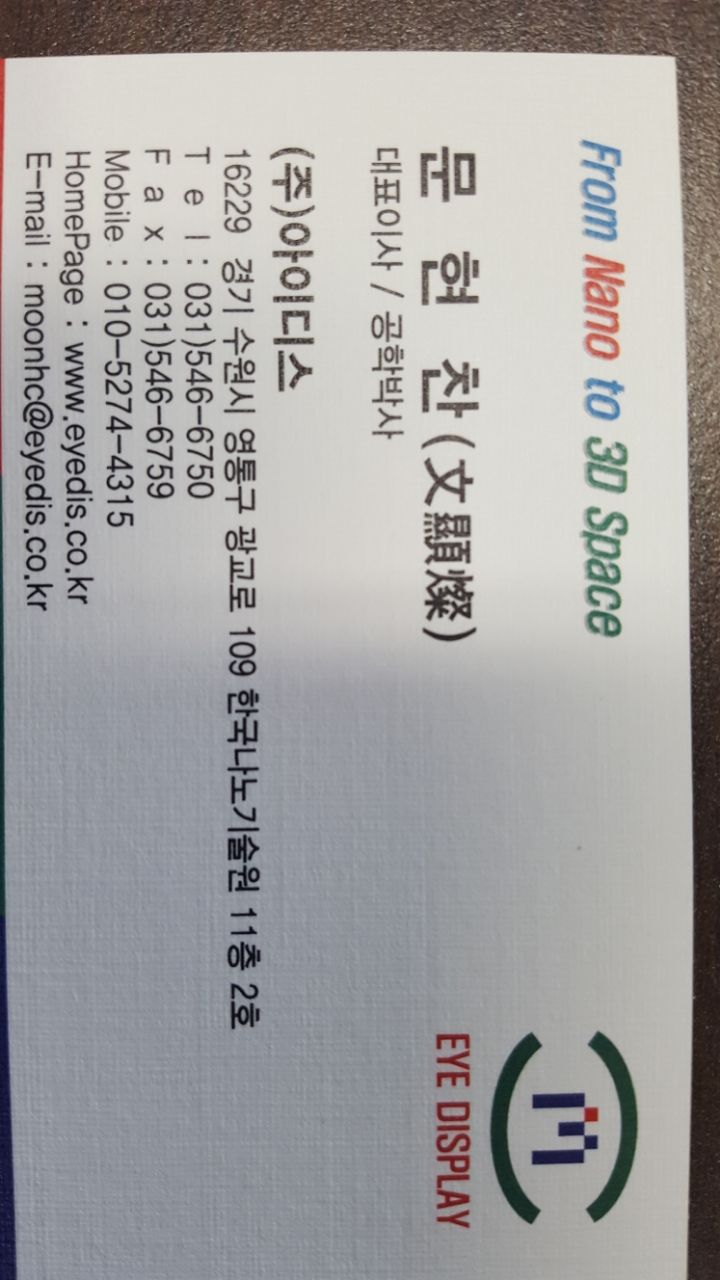 From Nano to 3D Space
EYE DISPLAY
문 현 찬(文顯燦)
대표이사 / 공학박사
(주)아이디스
16229 경기 수원시 영통구 광교로 109 한국나노기술원 11층 2호
T e l : 031)546-6750
F a x : 031)546-6759
Mobile : 010-5274-4315
HomePage : www.eyedis.co.kr
E-mail : moonhc@eyedis.co.kr